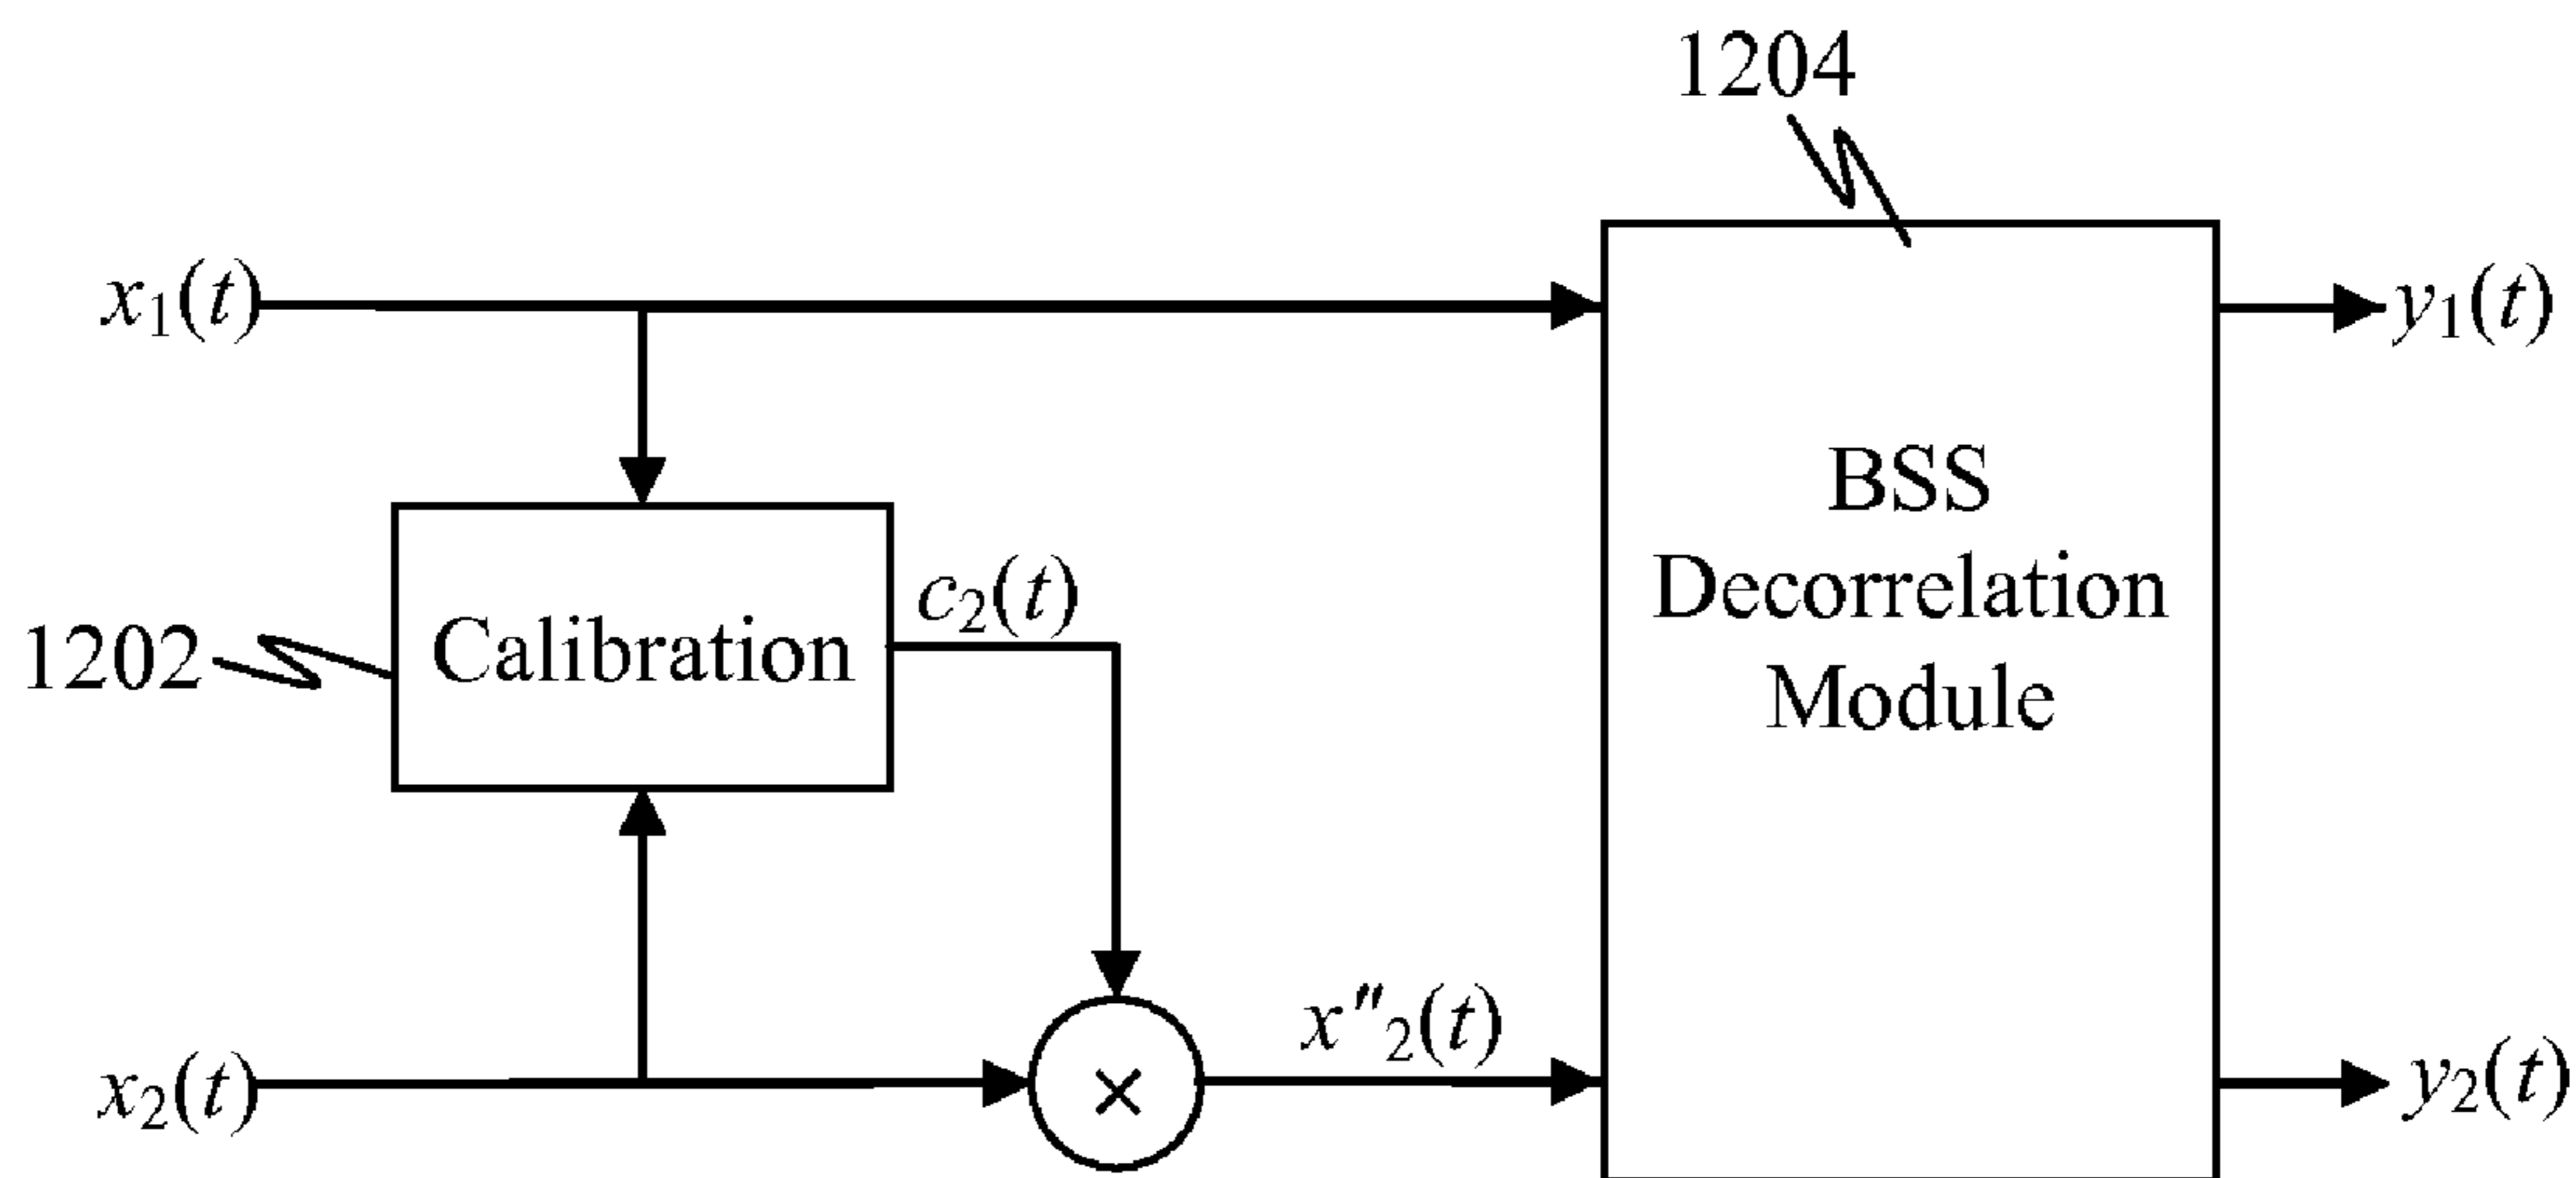 1204
x₁(t)
y₁(t)
BSS
Decorrelation
Module
c₂(t)
1202
Calibration
x″₂(t)
x₂(t)
×
y₂(t)